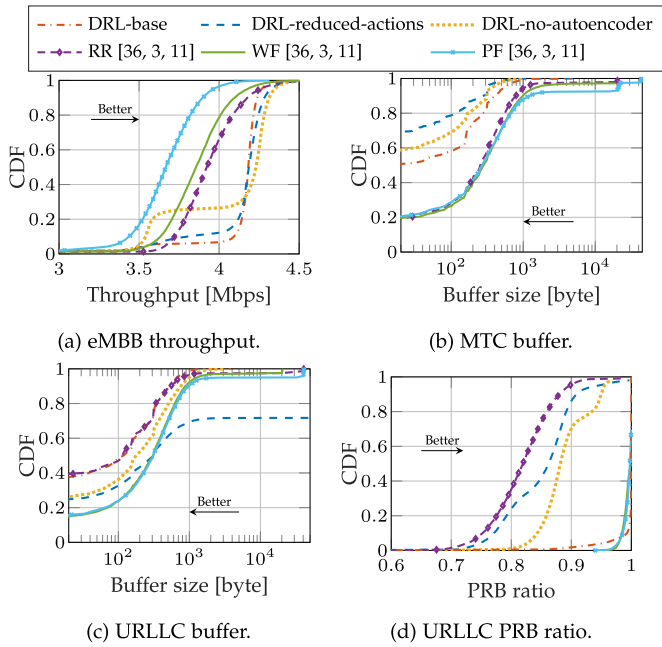 DRL-base DRL-reduced-actions DRL-no-autoencoder
RR [36, 3, 11] WF [36, 3, 11] PF [36, 3, 11]
1
0.8
0.6
0.4
0.2
0
CDF
Better
3 3.5 4 4.5
Throughput [Mbps]
(a) eMBB throughput.
1
0.8
0.6
0.4
0.2
0
CDF
Better
10^2 10^3 10^4
Buffer size [byte]
(b) MTC buffer.
1
0.8
0.6
0.4
0.2
0
CDF
Better
10^2 10^3 10^4
Buffer size [byte]
(c) URLLC buffer.
1
0.8
0.6
0.4
0.2
0
CDF
Better
0.6 0.7 0.8 0.9 1
PRB ratio
(d) URLLC PRB ratio.